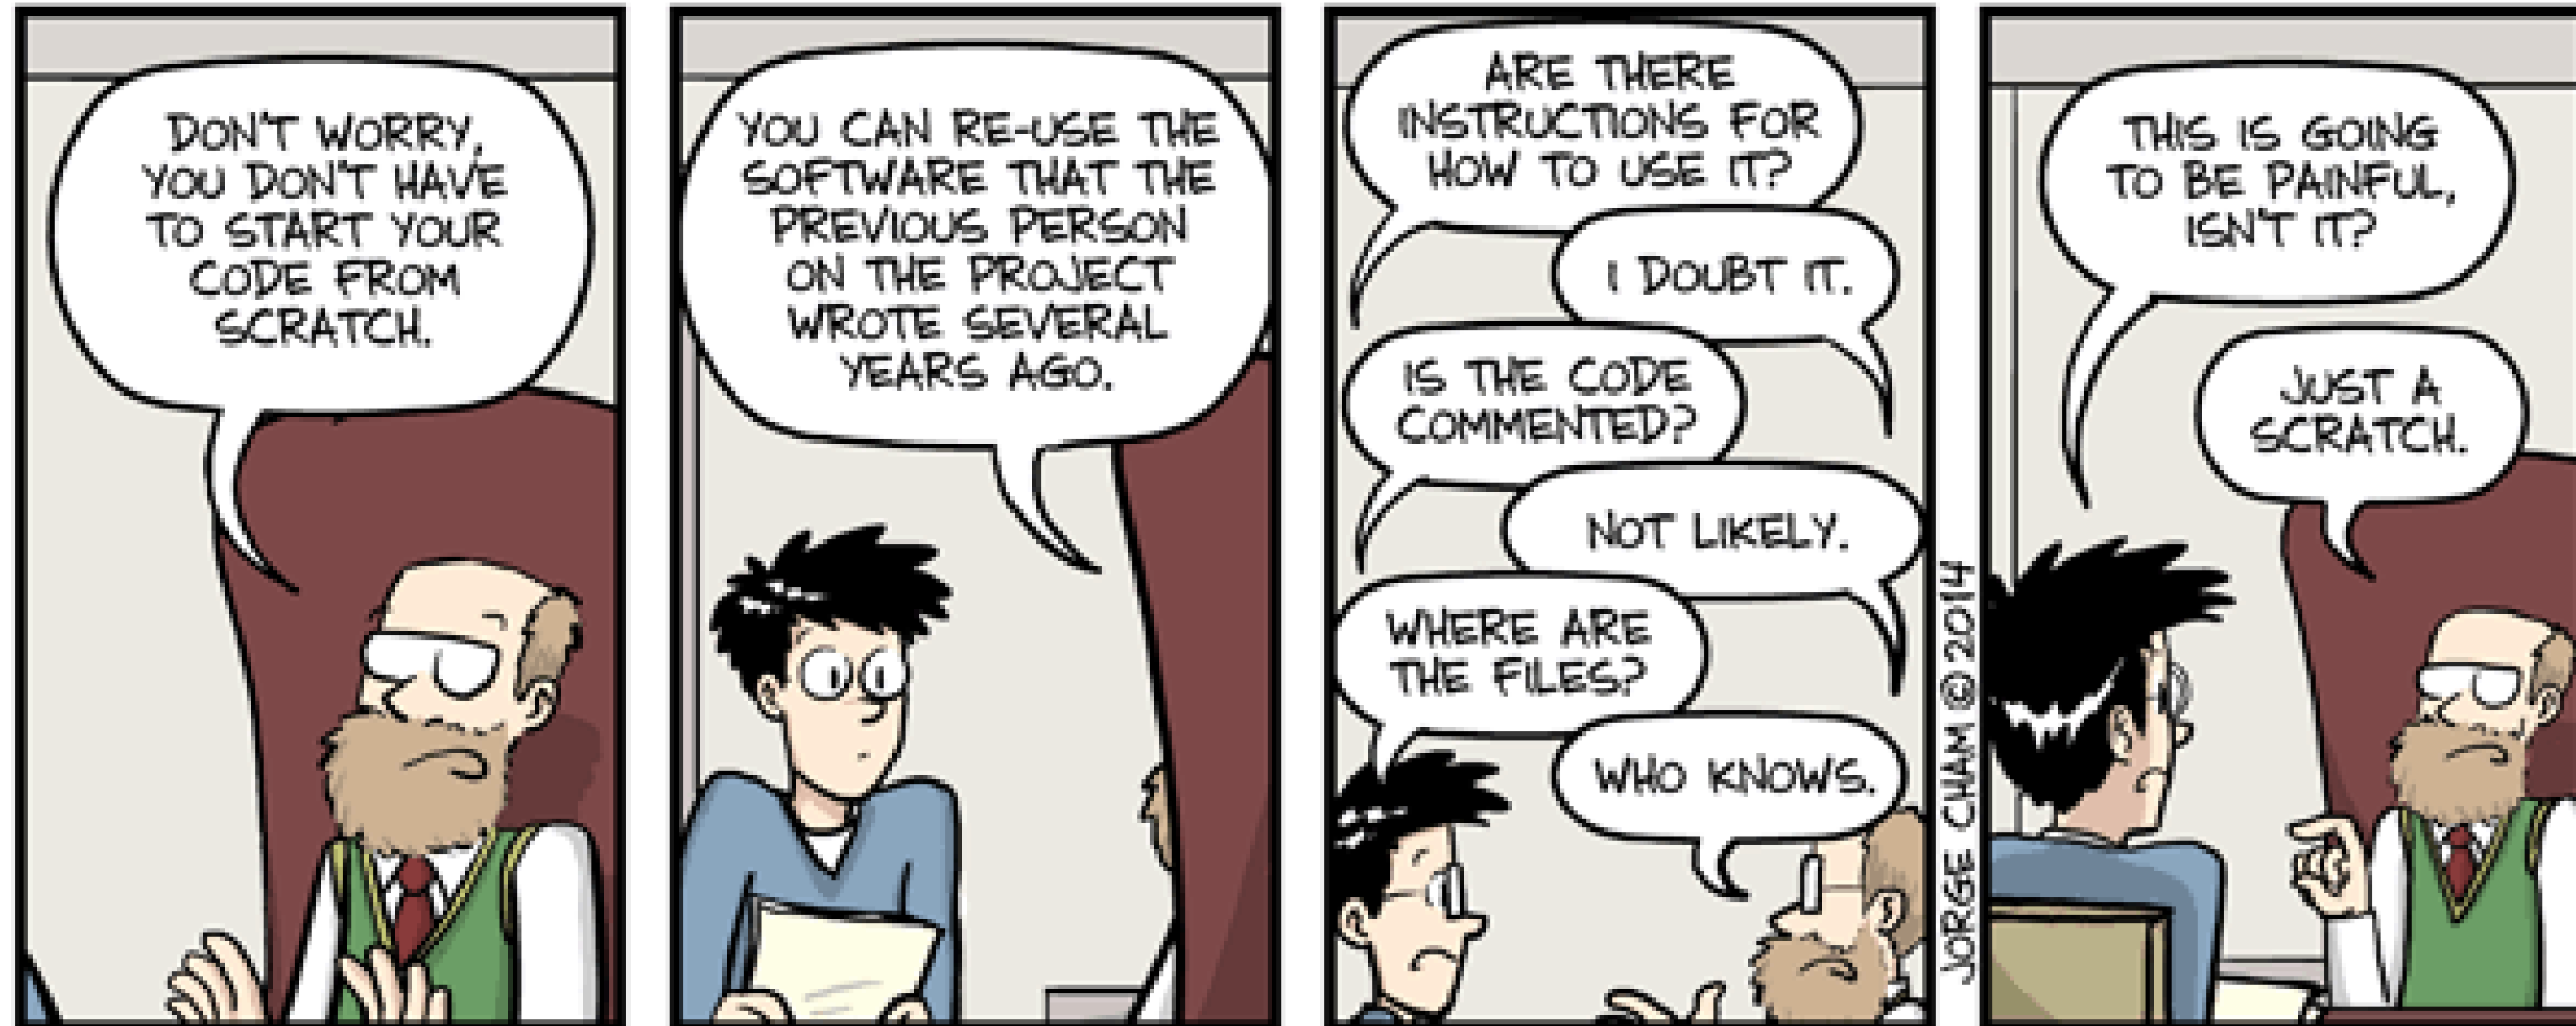 DON'T WORRY,
YOU DON'T HAVE
TO START YOUR
CODE FROM
SCRATCH.
YOU CAN RE-USE THE
SOFTWARE THAT THE
PREVIOUS PERSON
ON THE PROJECT
WROTE SEVERAL
YEARS AGO.
ARE THERE
INSTRUCTIONS FOR
HOW TO USE IT?
I DOUBT IT.
IS THE CODE
COMMENTED?
NOT LIKELY.
WHERE ARE
THE FILES?
WHO KNOWS.
JORGE CHAM © 2014
THIS IS GOING
TO BE PAINFUL,
ISN'T IT?
JUST A
SCRATCH.